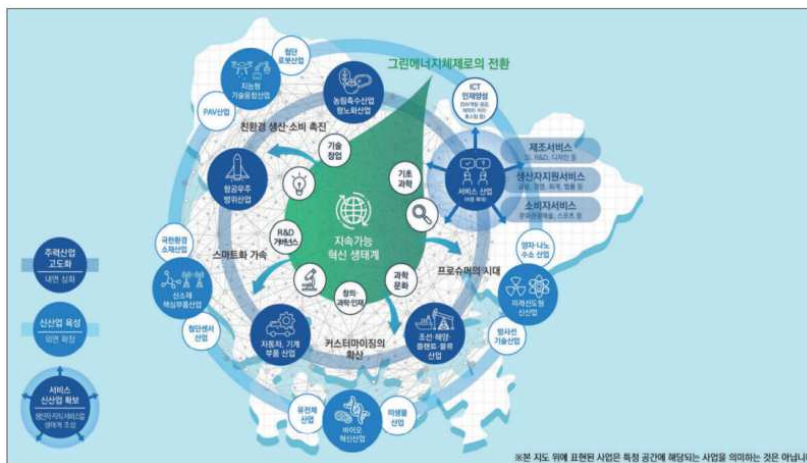 그린에너지체제로의 전환
첨단
로봇산업
지능형
기술융합산업
PAV산업
농림축수산업
항노화산업
ICT
인재양성
친환경 생산·소비 촉진
기술
창업
기초
과학
서비스 산업
제조서비스
생산자지원서비스
소비자서비스
항공우주
방위산업
지속가능
혁신 생태계
R&D
거버넌스
스마트화 가속
극한환경
소재산업
신소재
핵심부품산업
첨단센서
산업
양자·나노
수소 산업
프로슈머의 시대
미래선도형
신산업
방사선
기술산업
과학
문화
창의
과학·인재
자동차, 기계
부품 산업
커스터마이징의
확산
조선·해양·
플랜트·물류
산업
유전체
산업
바이오
혁신산업
미생물
산업
주력산업
고도화
내연 심화
신산업 육성
외연 확장
서비스
신산업 확보
생태계 조성
※본 지도 위에 표현된 사업은 특정 공간에 해당되는 사업을 의미하는 것은 아닙니